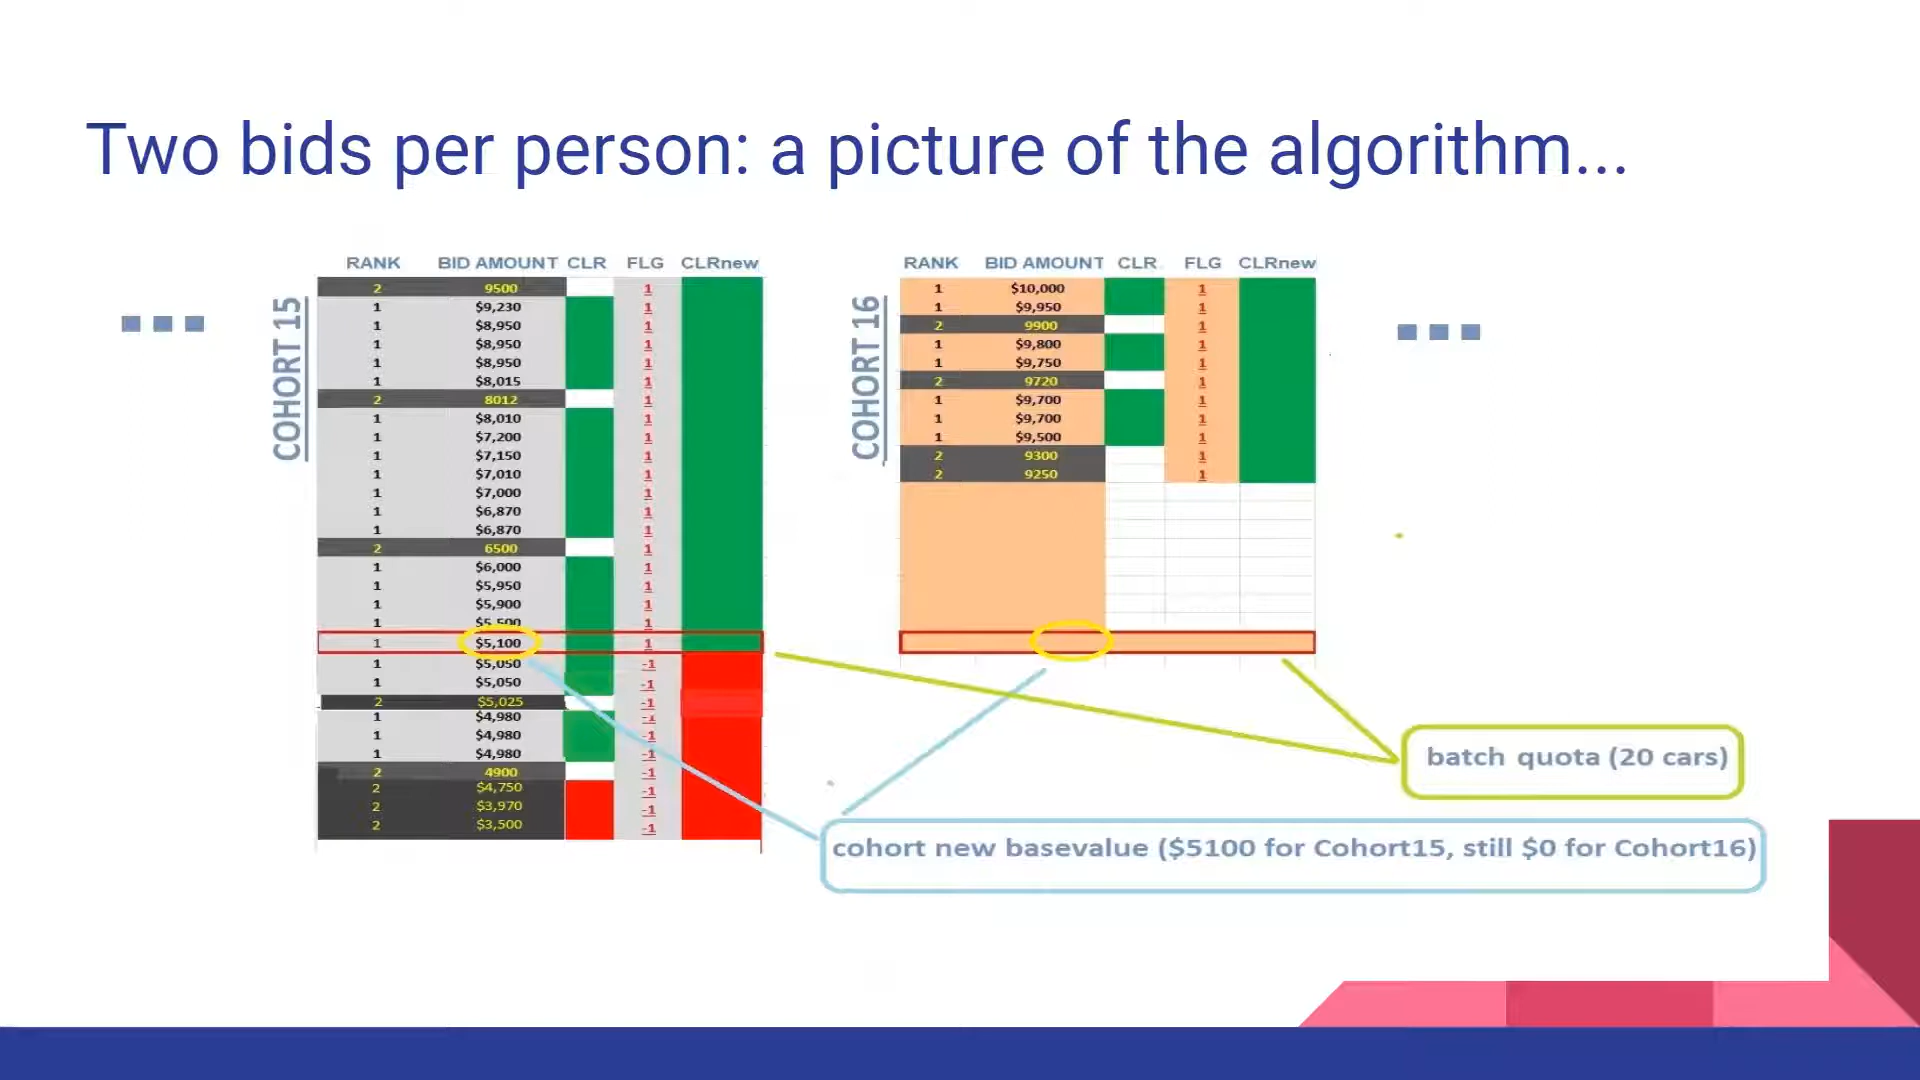 Two bids per person: a picture of the algorithm...
COHORT 15
RANK BID AMOUNT CLR FLG CLRnew
2 9500 1
1 $9,230 1
1 $8,950 1
1 $8,950 1
1 $8,950 1
1 $8,015 1
2 8012 1
1 $8,010 1
1 $7,200 1
1 $7,150 1
1 $7,010 1
1 $7,000 1
1 $6,870 1
1 $6,870 1
2 6500 1
1 $6,000 1
1 $5,950 1
1 $5,900 1
1 $5,500 1
1 $5,100 1
1 $5,050 -1
1 $5,050 -1
2 $5,025 -1
1 $4,980 -1
1 $4,980 -1
1 $4,980 -1
2 4900 -1
2 $4,750 -1
2 $3,970 -1
2 $3,500 -1
COHORT 16
RANK BID AMOUNT CLR FLG CLRnew
1 $10,000 1
1 $9,950 1
2 9900 1
1 $9,800 1
1 $9,750 1
2 9720 1
1 $9,700 1
1 $9,700 1
1 $9,500 1
2 9300 1
2 9250 1
batch quota (20 cars)
cohort new basevalue ($5100 for Cohort15, still $0 for Cohort16)